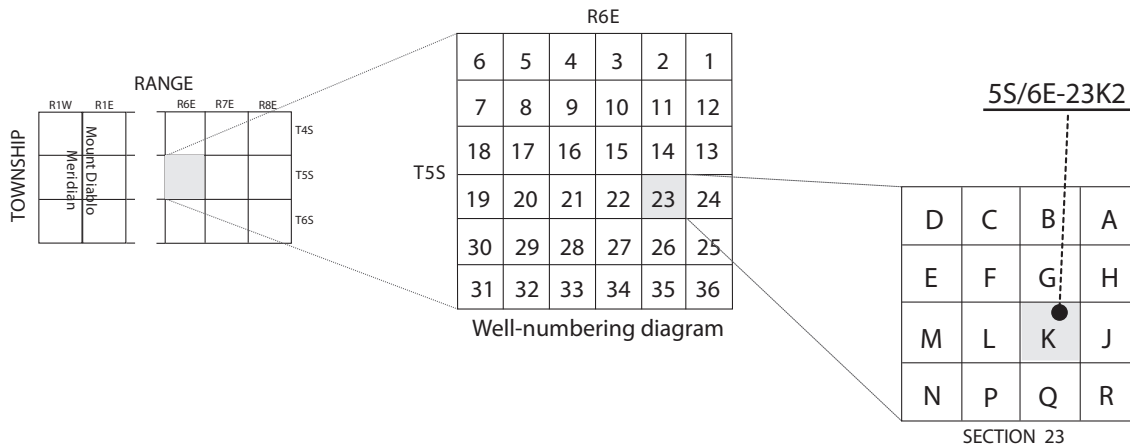 RANGE
R1W R1E R6E R7E R8E
TOWNSHIP
Mount Diablo
Meridian
T4S
T5S
T6S
R6E
T5S
6 5 4 3 2 1
7 8 9 10 11 12
18 17 16 15 14 13
19 20 21 22 23 24
30 29 28 27 26 25
31 32 33 34 35 36
Well-numbering diagram
5S/6E-23K2
D C B A
E F G H
M L K J
N P Q R
SECTION 23